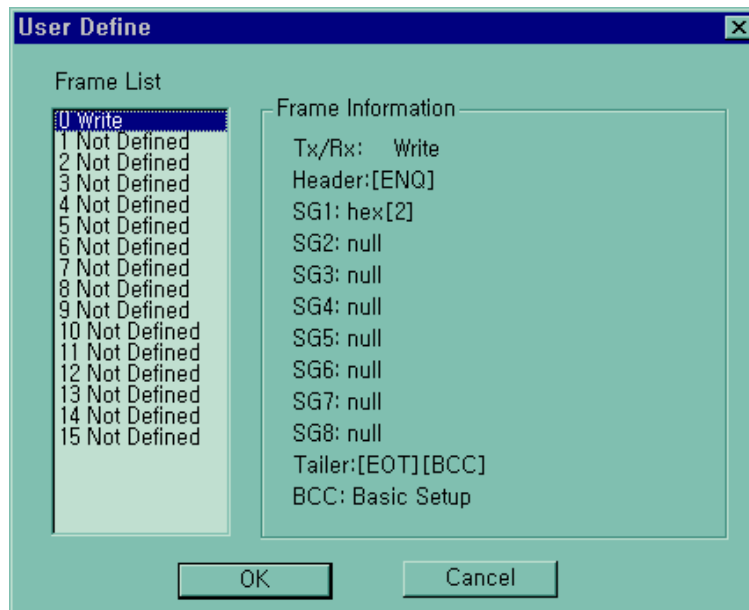 User Define
Frame List
0 Write
1 Not Defined
2 Not Defined
3 Not Defined
4 Not Defined
5 Not Defined
6 Not Defined
7 Not Defined
8 Not Defined
9 Not Defined
10 Not Defined
11 Not Defined
12 Not Defined
13 Not Defined
14 Not Defined
15 Not Defined
Frame Information
Tx/Rx: Write
Header:[ENQ]
SG1: hex[2]
SG2: null
SG3: null
SG4: null
SG5: null
SG6: null
SG7: null
SG8: null
Tailer:[EOT][BCC]
BCC: Basic Setup
OK Cancel